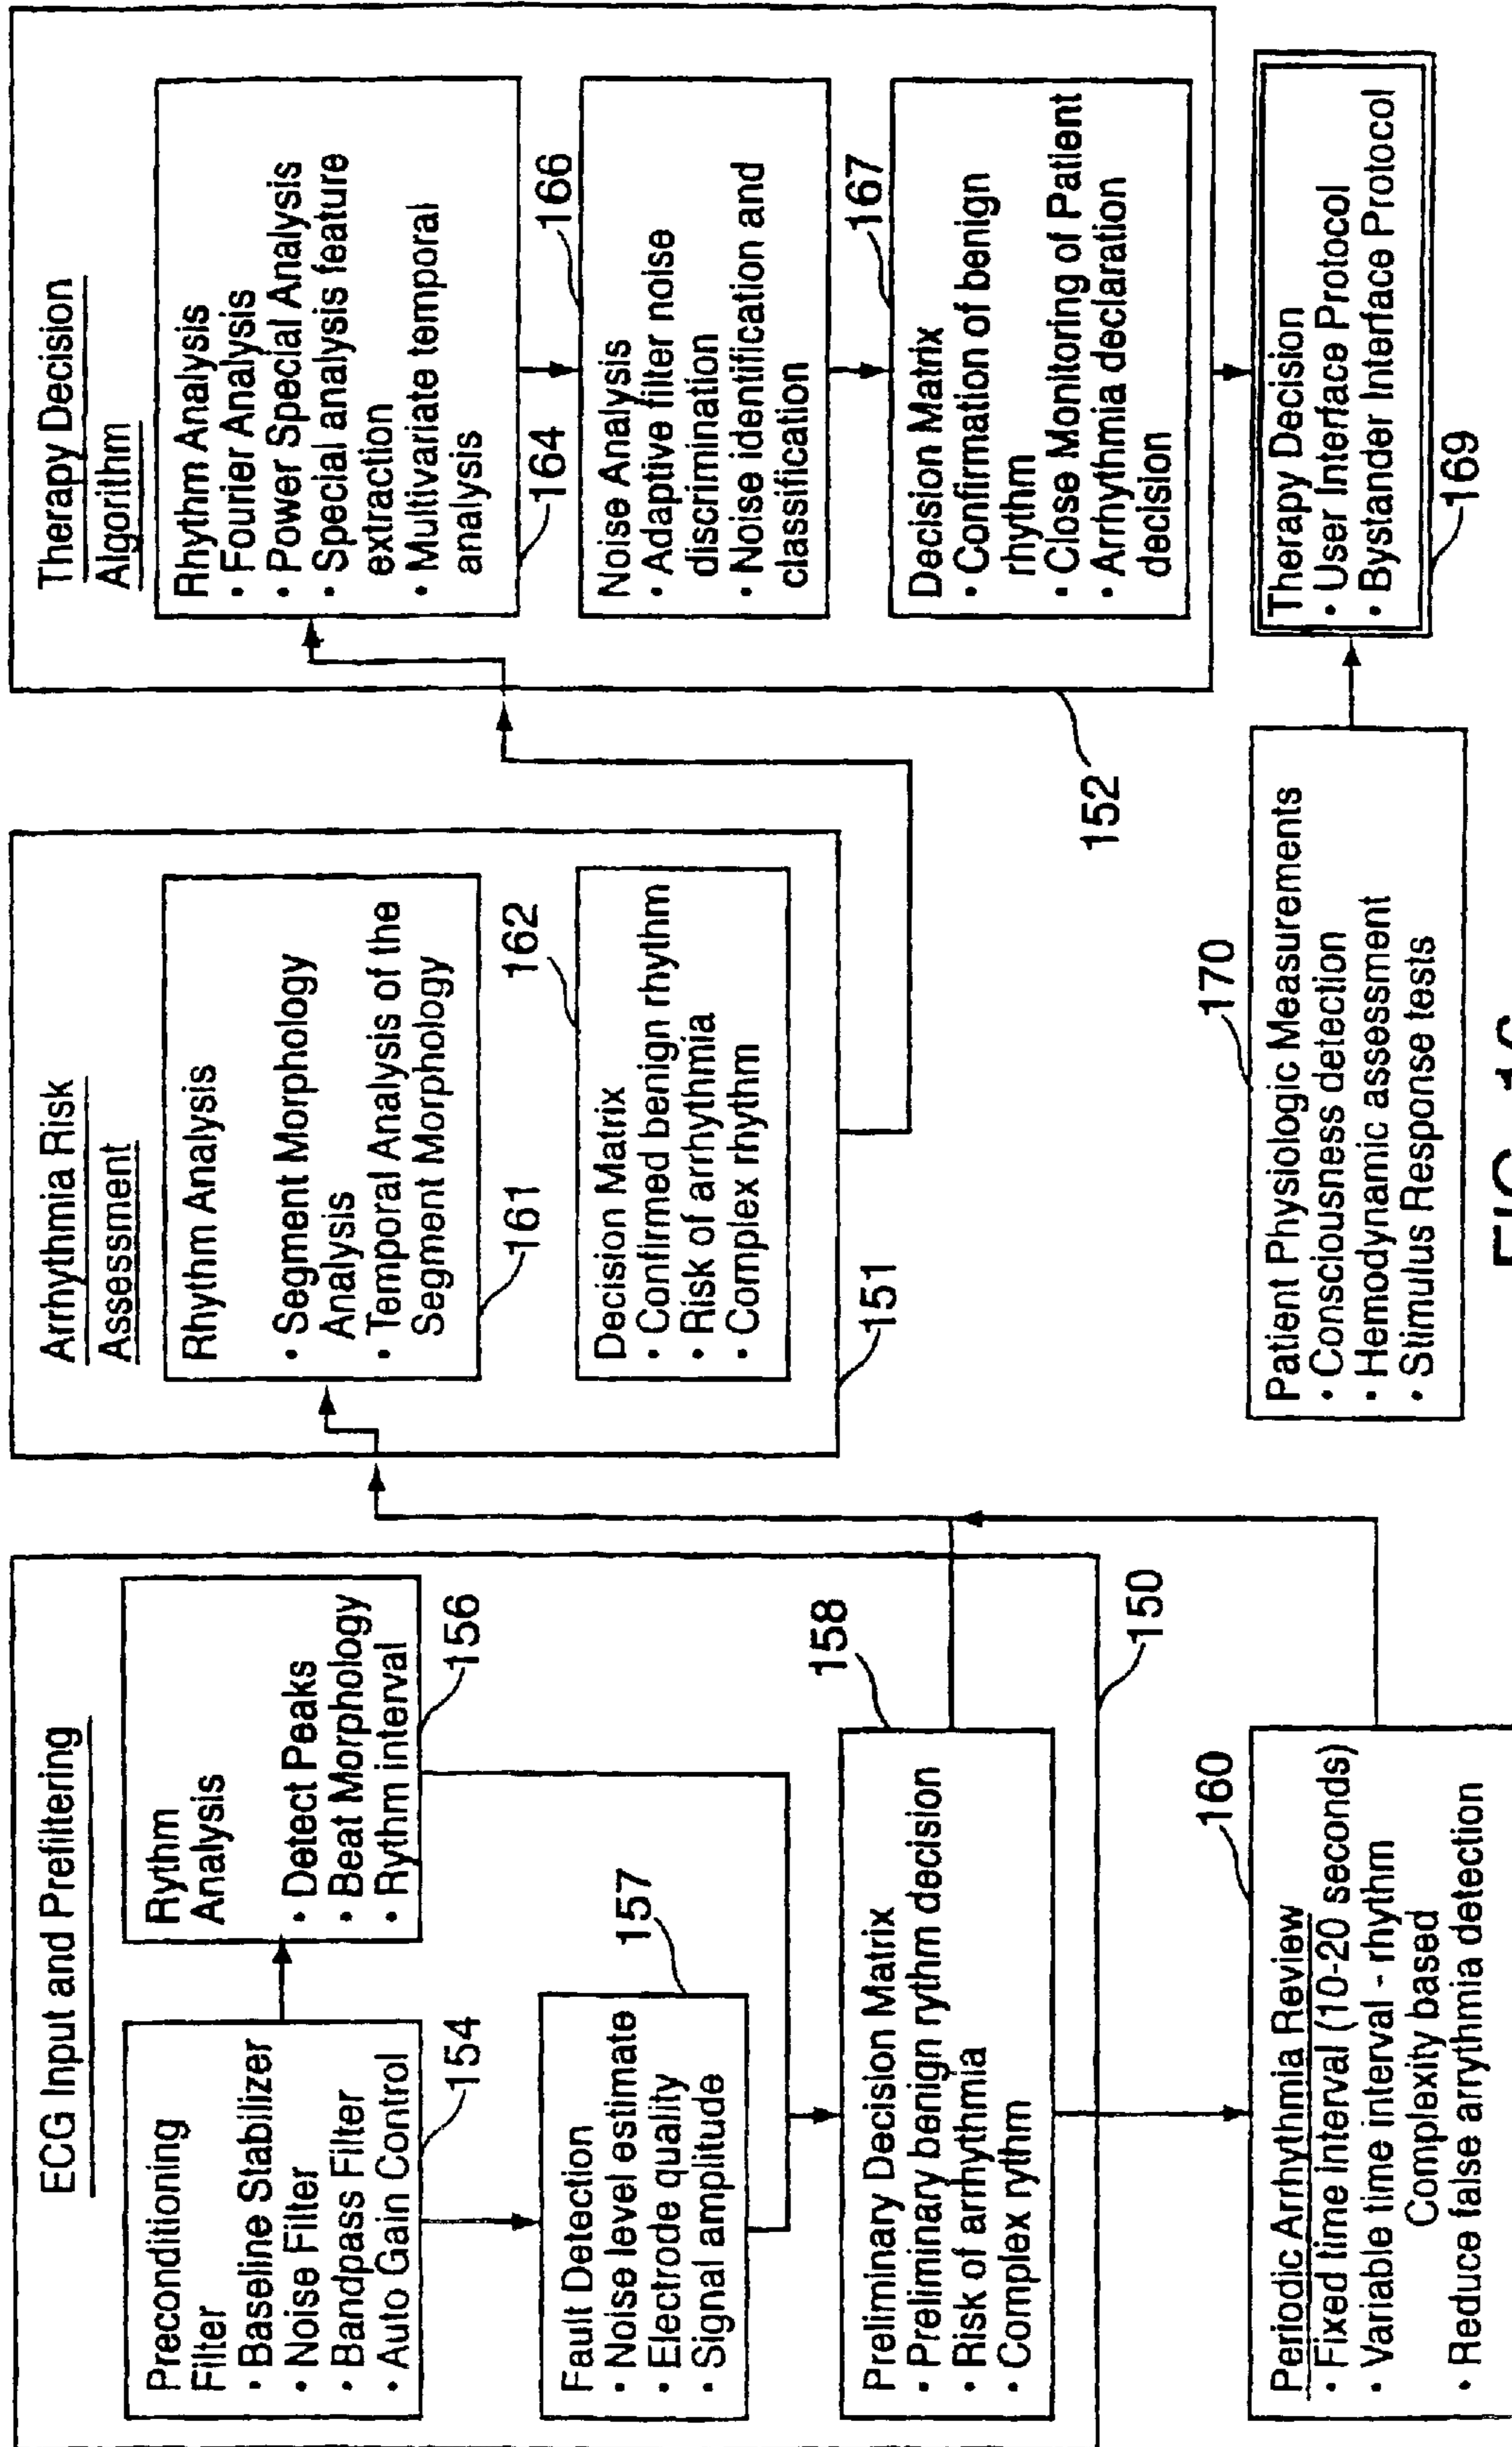 ECG Input and Prefiltering
Preconditioning
Filter
• Baseline Stabilizer
• Noise Filter
• Bandpass Filter
• Auto Gain Control
154
Rythm
Analysis
• Detect Peaks
• Beat Morphology
• Rythm interval
156
Fault Detection
• Noise level estimate
• Electrode quality
• Signal amplitude
157
Preliminary Decision Matrix
• Preliminary benign rythm decision
• Risk of arrhythmia
• Complex rythm
158
150
Periodic Arrhythmia Review
• Fixed time interval (10-20 seconds)
• Variable time interval - rhythm
Complexity based
• Reduce false arrythmia detection
160
Arrhythmia Risk
Assessment
Rhythm Analysis
• Segment Morphology
Analysis
• Temporal Analysis of the
Segment Morphology
161
Decision Matrix
• Confirmed benign rhythm
• Risk of arrhythmia
• Complex rhythm
162
151
Therapy Decision
Algorithm
Rhythm Analysis
• Fourier Analysis
• Power Special Analysis
• Special analysis feature
extraction
• Multivariate temporal
analysis
164
Noise Analysis
• Adaptive filter noise
discrimination
• Noise identification and
classification
166
Decision Matrix
• Confirmation of benign
rhythm
• Close Monitoring of Patient
• Arrhythmia declaration
decision
167
152
Patient Physiologic Measurements
• Consciousness detection
• Hemodynamic assessment
• Stimulus Response tests
170
Therapy Decision
• User Interface Protocol
• Bystander Interface Protocol
169